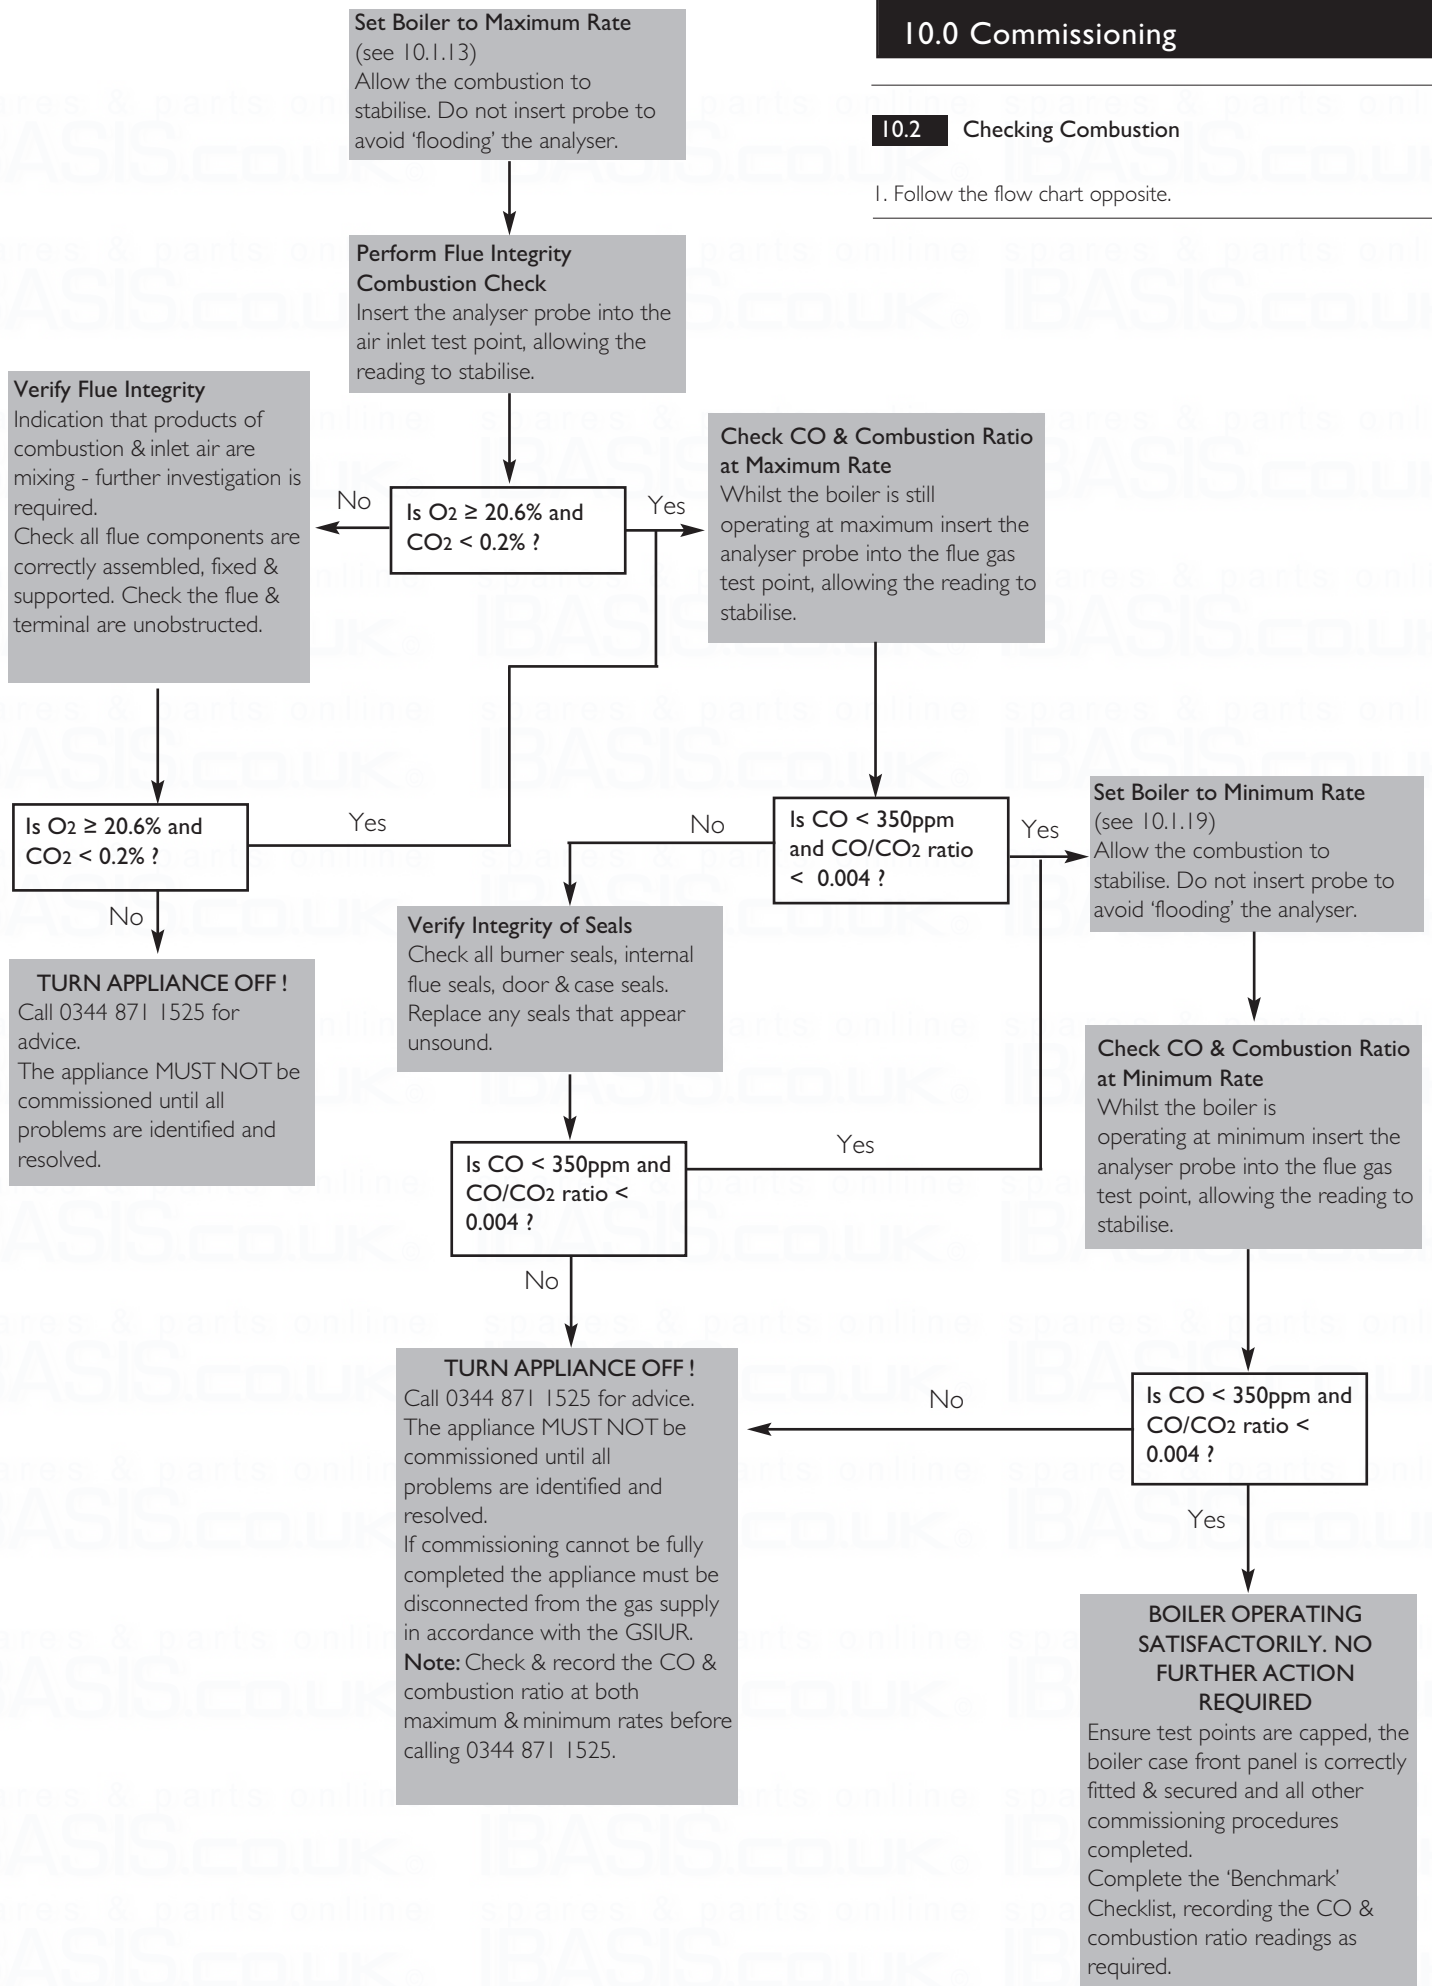 10.0 Commissioning
10.2 Checking Combustion
1. Follow the flow chart opposite.
Set Boiler to Maximum Rate
(see 10.1.13)
Allow the combustion to
stabilise. Do not insert probe to
avoid ‘flooding’ the analyser.
Perform Flue Integrity
Combustion Check
Insert the analyser probe into the
air inlet test point, allowing the
reading to stabilise.
Is O2 ≥ 20.6% and
CO2 < 0.2% ?
No
Yes
Verify Flue Integrity
Indication that products of
combustion & inlet air are
mixing - further investigation is
required.
Check all flue components are
correctly assembled, fixed &
supported. Check the flue &
terminal are unobstructed.
Is O2 ≥ 20.6% and
CO2 < 0.2% ?
Yes
No
TURN APPLIANCE OFF !
Call 0344 871 1525 for
advice.
The appliance MUST NOT be
commissioned until all
problems are identified and
resolved.
Check CO & Combustion Ratio
at Maximum Rate
Whilst the boiler is still
operating at maximum insert the
analyser probe into the flue gas
test point, allowing the reading to
stabilise.
Is CO < 350ppm
and CO/CO2 ratio
< 0.004 ?
No
Yes
Verify Integrity of Seals
Check all burner seals, internal
flue seals, door & case seals.
Replace any seals that appear
unsound.
Is CO < 350ppm and
CO/CO2 ratio <
0.004 ?
Yes
No
TURN APPLIANCE OFF !
Call 0344 871 1525 for advice.
The appliance MUST NOT be
commissioned until all
problems are identified and
resolved.
If commissioning cannot be fully
completed the appliance must be
disconnected from the gas supply
in accordance with the GSIUR.
Note: Check & record the CO &
combustion ratio at both
maximum & minimum rates before
calling 0344 871 1525.
Set Boiler to Minimum Rate
(see 10.1.19)
Allow the combustion to
stabilise. Do not insert probe to
avoid ‘flooding’ the analyser.
Check CO & Combustion Ratio
at Minimum Rate
Whilst the boiler is
operating at minimum insert the
analyser probe into the flue gas
test point, allowing the reading to
stabilise.
Is CO < 350ppm and
CO/CO2 ratio <
0.004 ?
No
Yes
BOILER OPERATING
SATISFACTORILY. NO
FURTHER ACTION
REQUIRED
Ensure test points are capped, the
boiler case front panel is correctly
fitted & secured and all other
commissioning procedures
completed.
Complete the ‘Benchmark’
Checklist, recording the CO &
combustion ratio readings as
required.